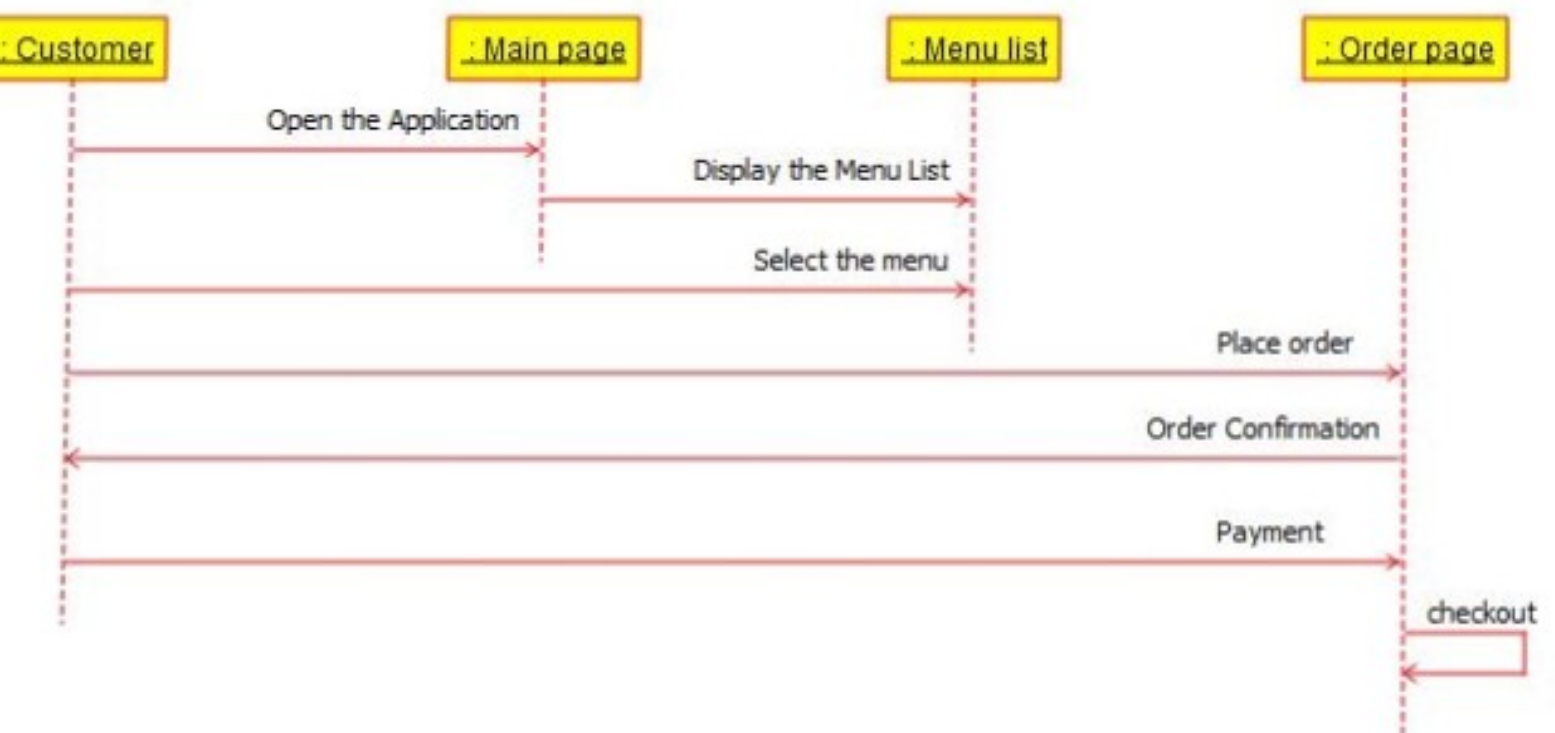 : Customer
: Main page
: Menu list
: Order page
Open the Application
Display the Menu List
Select the menu
Place order
Order Confirmation
Payment
checkout